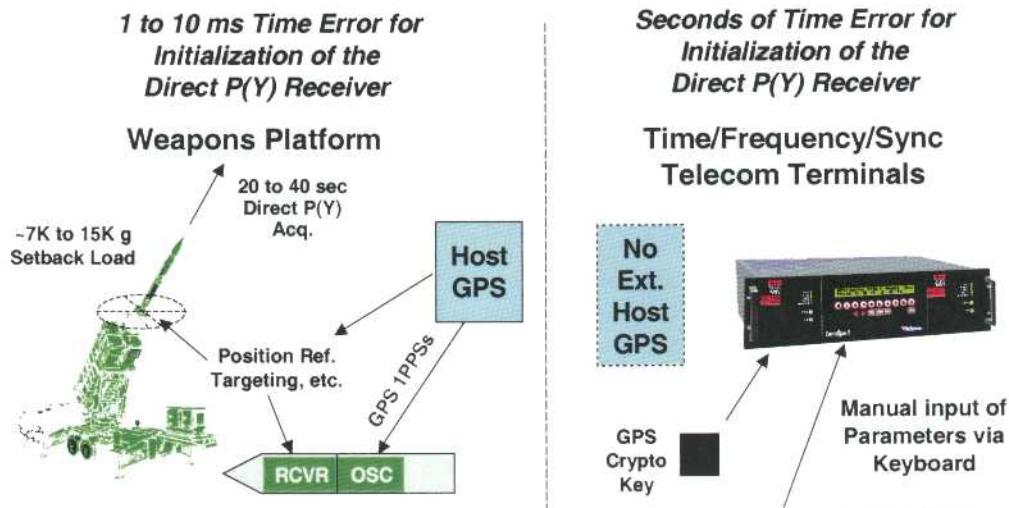 1 to 10 ms Time Error for
Initialization of the
Direct P(Y) Receiver
Weapons Platform
20 to 40 sec
Direct P(Y)
Acq.
~7K to 15K g
Setback Load
Host
GPS
Position Ref.
Targeting, etc.
GPS 1PPSs
RCVR
OSC
Seconds of Time Error for
Initialization of the
Direct P(Y) Receiver
Time/Frequency/Sync
Telecom Terminals
No
Ext.
Host
GPS
GPS
Crypto
Key
Manual input of
Parameters via
Keyboard